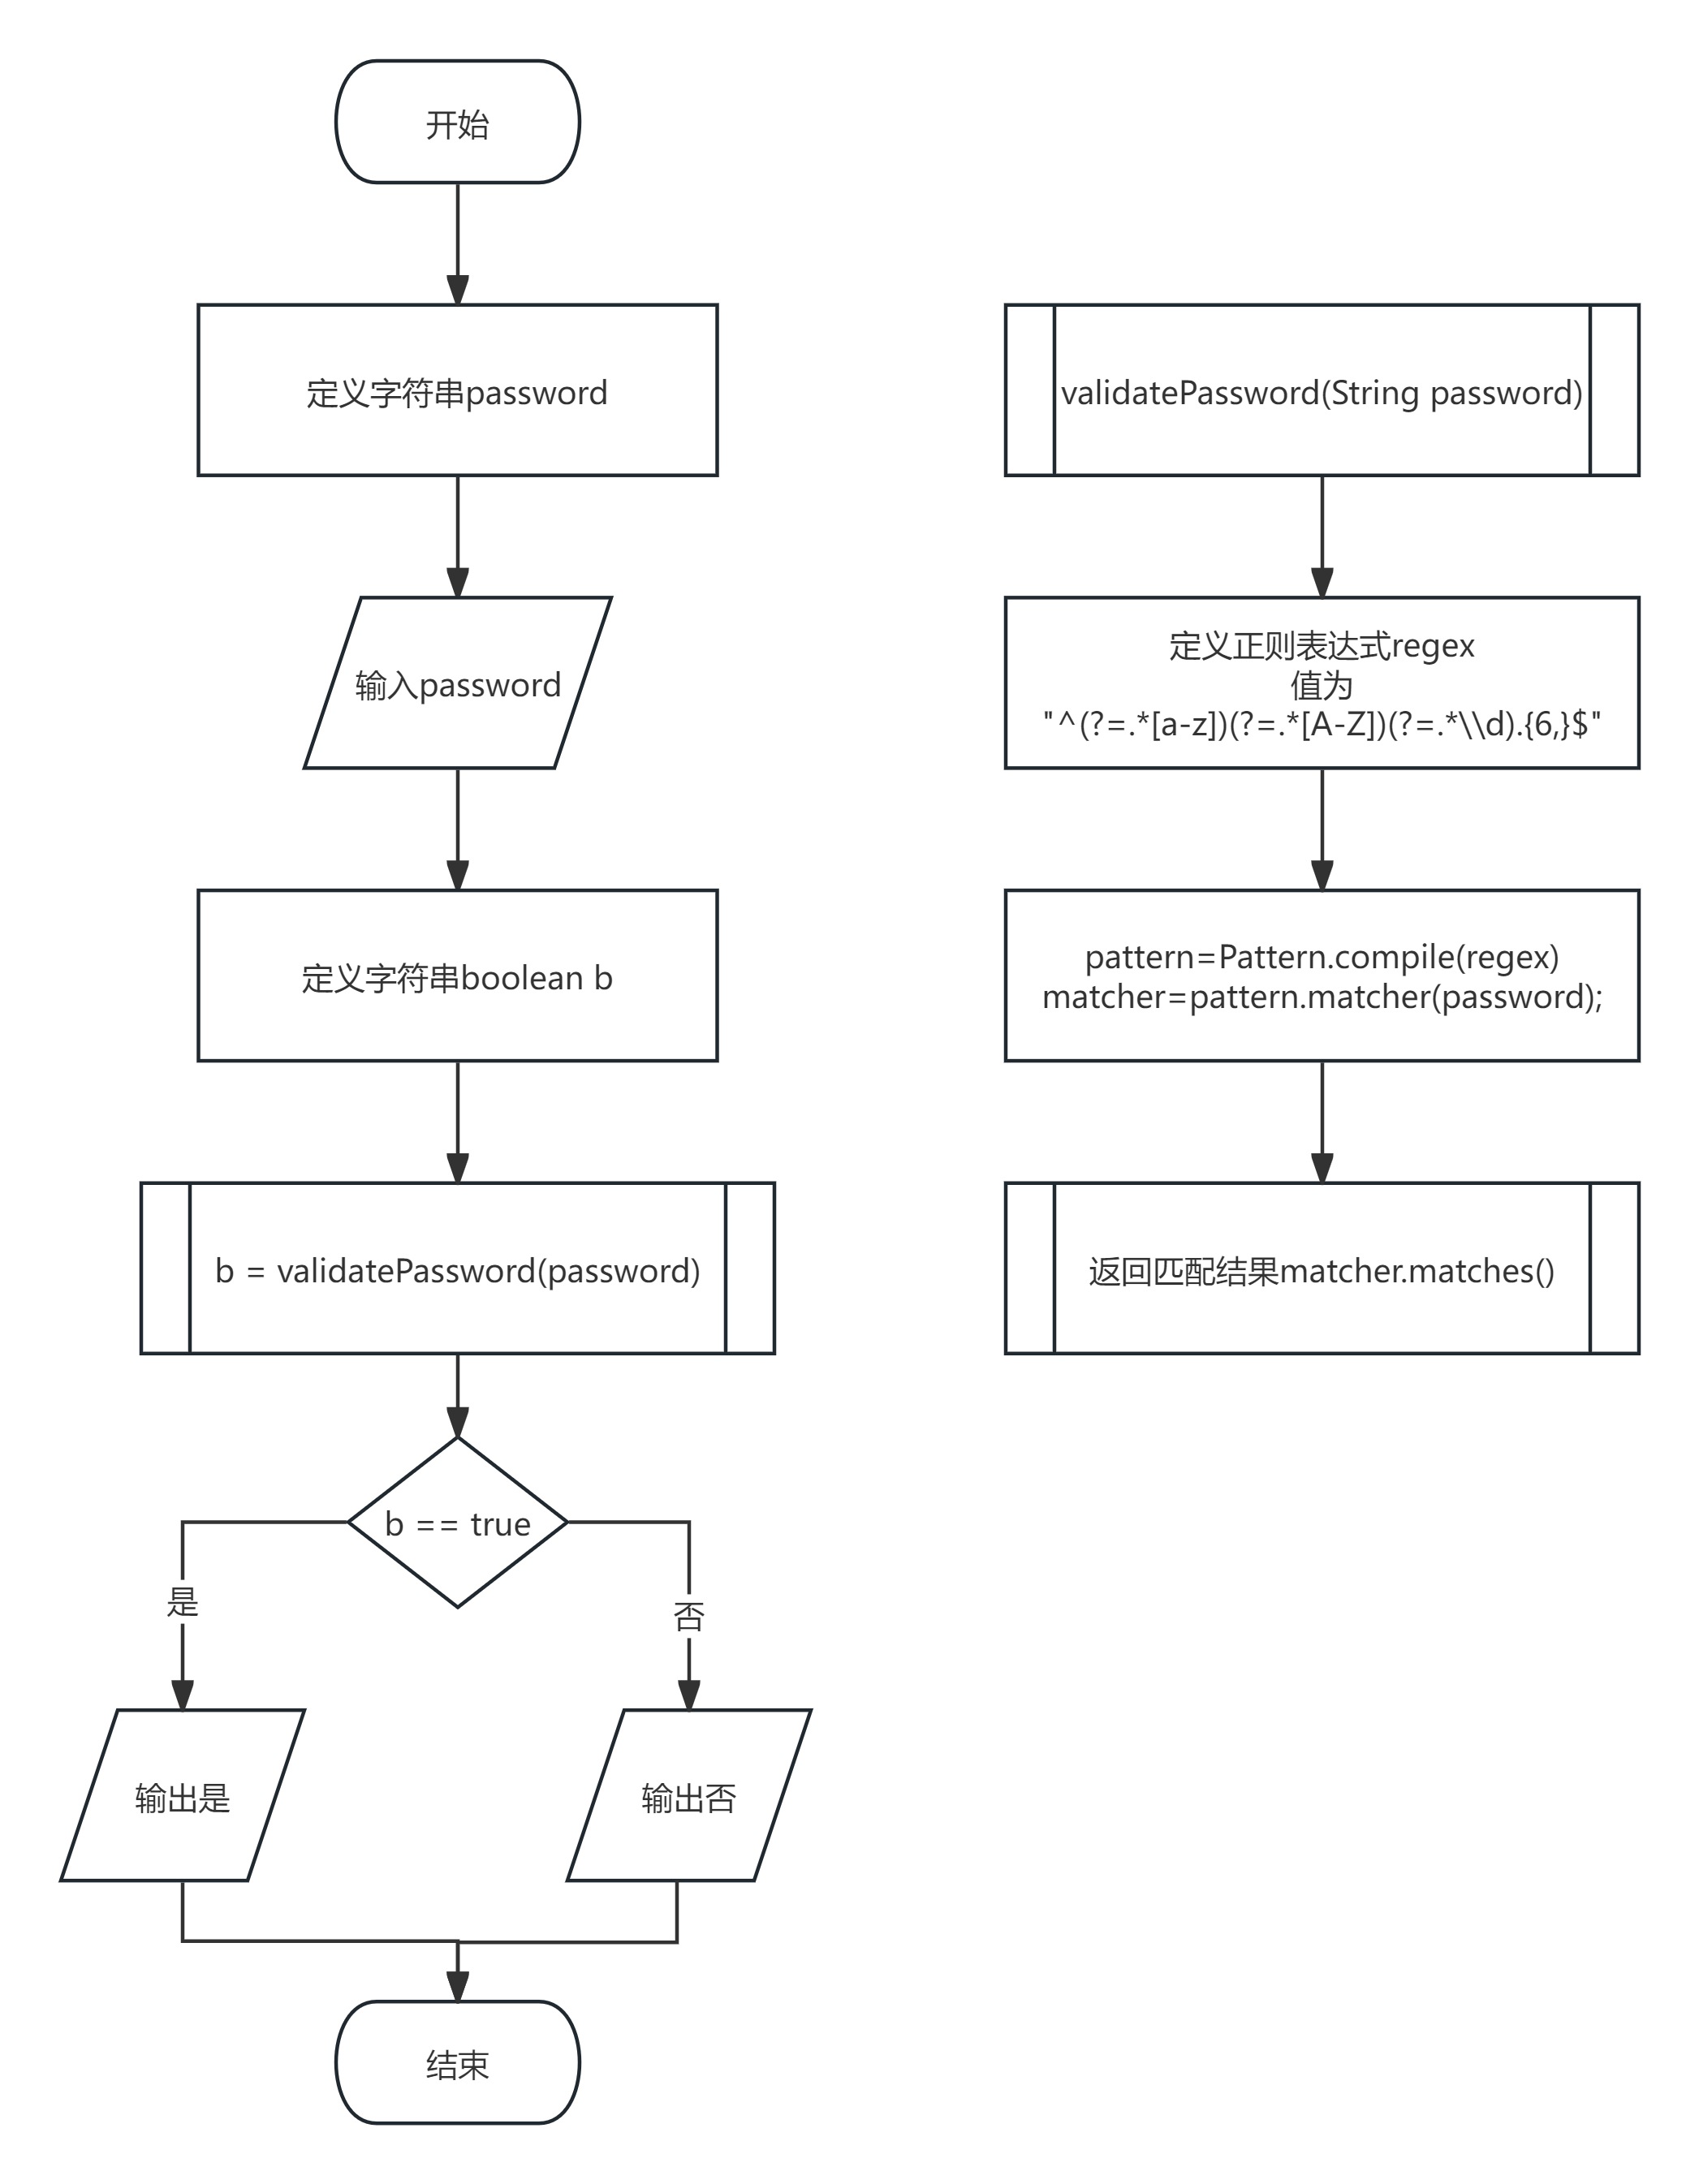 开始
定义字符串password
输入password
定义字符串boolean b
b = validatePassword(password)
b == true
是
否
输出是
输出否
结束
validatePassword(String password)
定义正则表达式regex
值为
"^(?=.*[a-z])(?=.*[A-Z])(?=.*\\d).{6,}$"
pattern=Pattern.compile(regex)
matcher=pattern.matcher(password);
返回匹配结果matcher.matches()